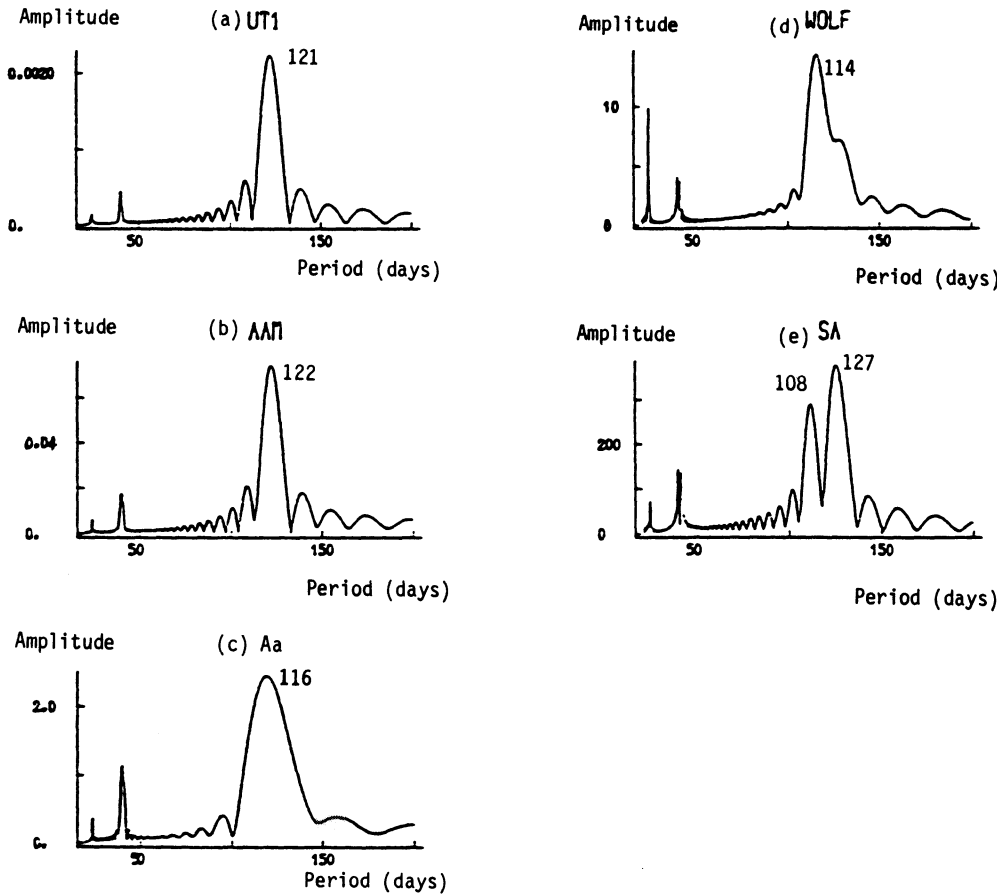 Amplitude (a) UT1
121
0.0020
0.
50 150
Period (days)
Amplitude (b) AAM
122
0.04
0.
50 150
Period (days)
Amplitude (c) Aa
116
2.0
0.
50 150
Period (days)
Amplitude (d) WOLF
114
10
0
50 150
Period (days)
Amplitude (e) SA
127
108
200
0
50 150
Period (days)